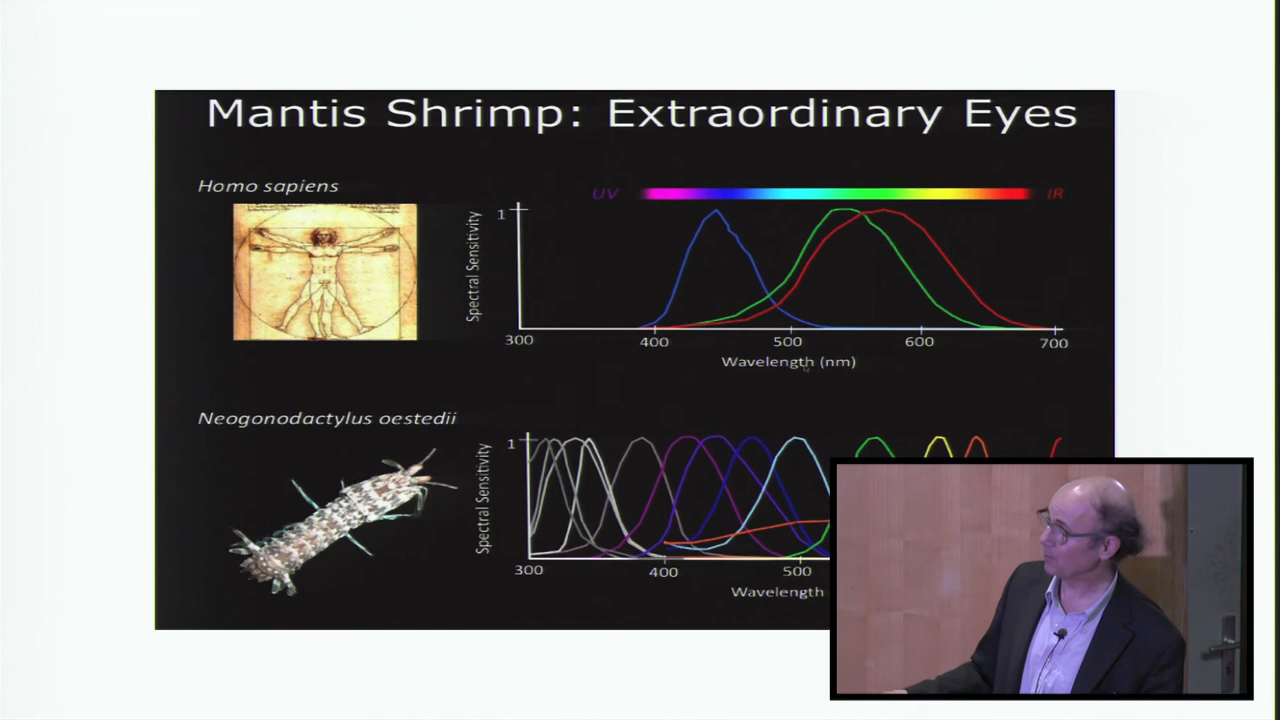 Mantis Shrimp: Extraordinary Eyes
Homo sapiens
UV
IR
Spectral Sensitivity
1
300 400 500 600 700
Wavelength (nm)
Neogonodactylus oestedii
Spectral Sensitivity
1
300 400 500
Wavelength